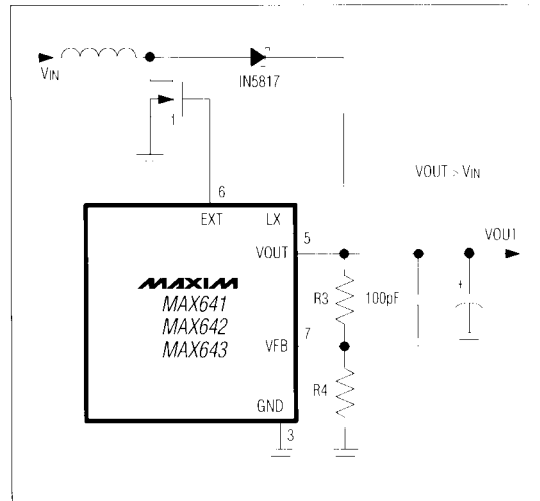 VIN
IN5817
1
6
VOUT > VIN
EXT
LX
5
VOUT
VOU1
MAXIM
MAX641
MAX642
MAX643
R3
100pF
7
VFB
R4
GND
3